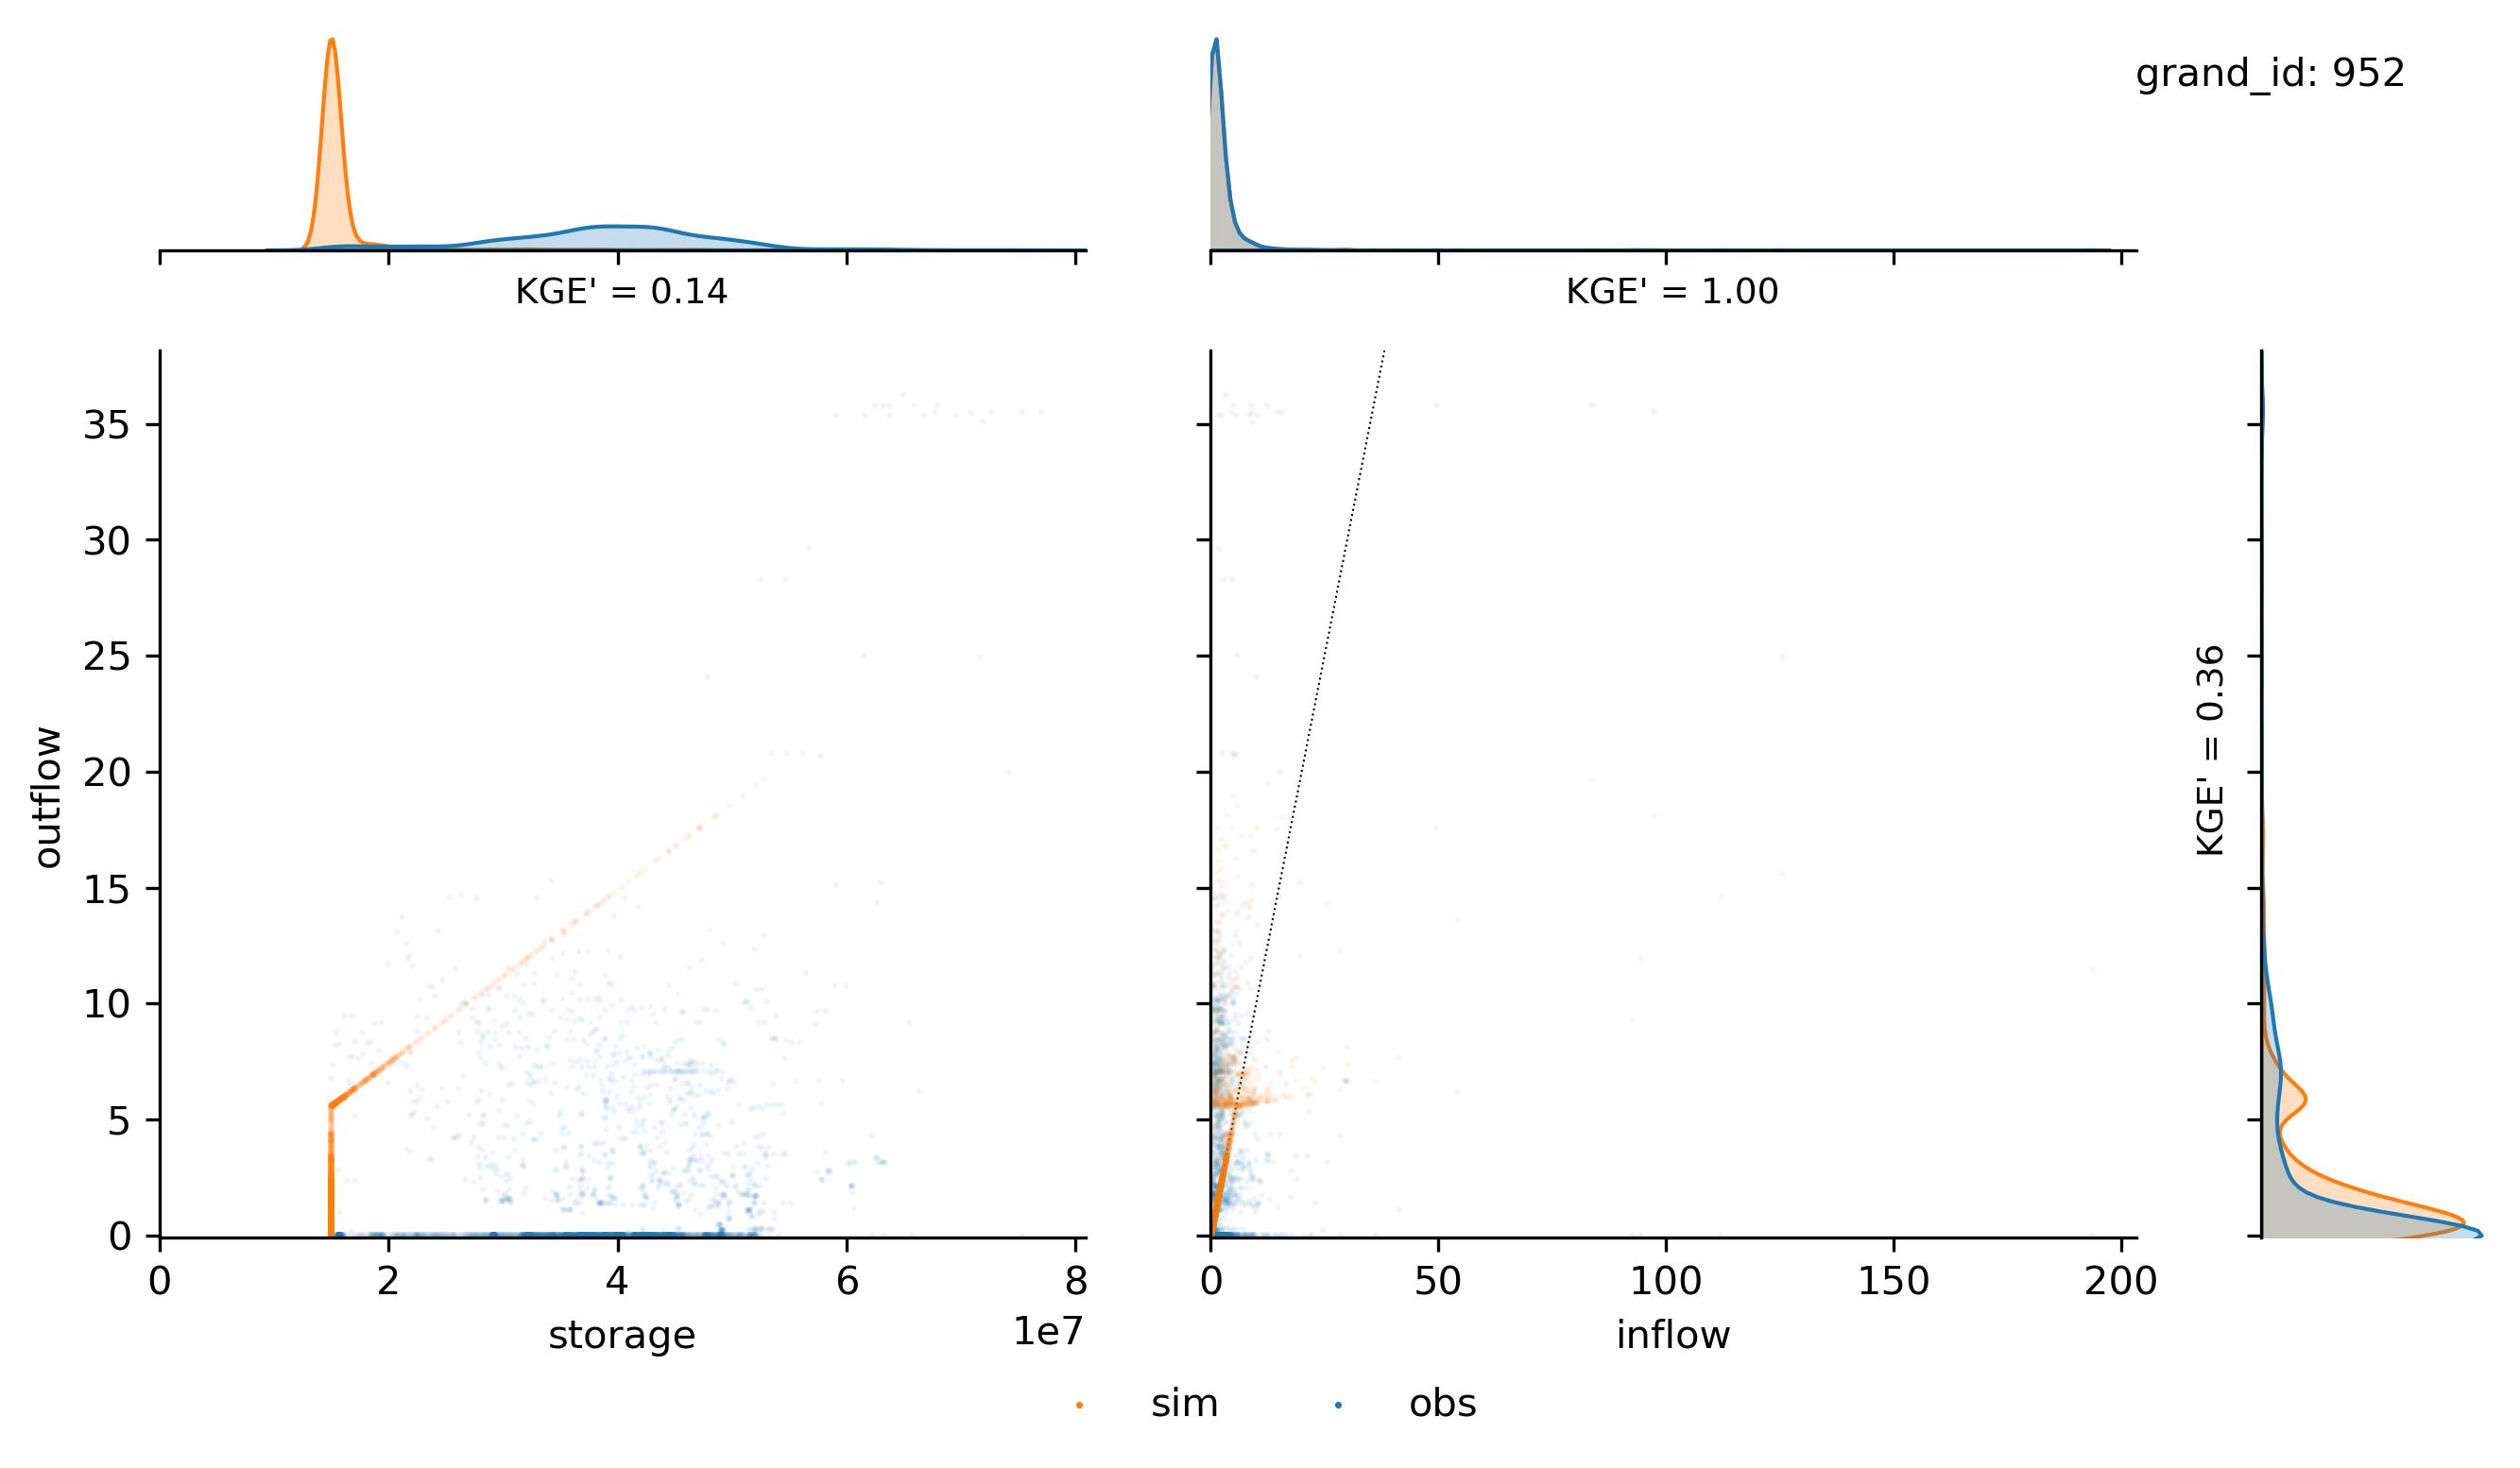 grand_id: 952
KGE' = 0.14
KGE' = 1.00
outflow
35
30
25
20
15
10
5
0
KGE' = 0.36
0 2 4 6 8
0 50 100 150 200
storage
1e7
inflow
sim obs